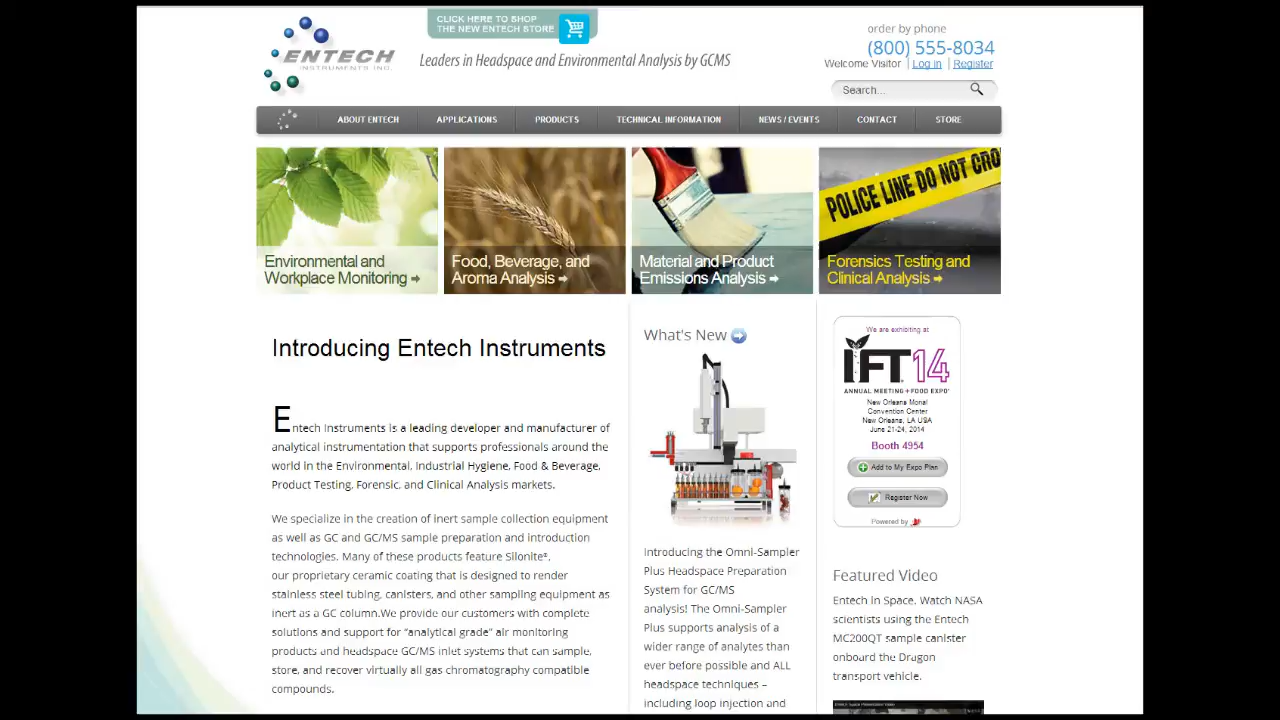 CLICK HERE TO SHOP
THE NEW ENTECH STORE
ENTECH
INSTRUMENTS INC.
Leaders in Headspace and Environmental Analysis by GCMS
order by phone
(800) 555-8034
Welcome Visitor | Log in | Register
Search...
ABOUT ENTECH
APPLICATIONS
PRODUCTS
TECHNICAL INFORMATION
NEWS / EVENTS
CONTACT
STORE
Environmental and
Workplace Monitoring
Food, Beverage, and
Aroma Analysis
Material and Product
Emissions Analysis
POLICE LINE DO NOT CRO
Forensics Testing and
Clinical Analysis
Introducing Entech Instruments
Entech Instruments is a leading developer and manufacturer of
analytical instrumentation that supports professionals around the
world in the Environmental, Industrial Hygiene, Food & Beverage,
Product Testing, Forensic, and Clinical Analysis markets.
We specialize in the creation of inert sample collection equipment
as well as GC and GC/MS sample preparation and introduction
technologies. Many of these products feature Silonite®,
our proprietary ceramic coating that is designed to render
stainless steel tubing, canisters, and other sampling equipment as
inert as a GC column.We provide our customers with complete
solutions and support for “analytical grade” air monitoring
products and headspace GC/MS inlet systems that can sample,
store, and recover virtually all gas chromatography compatible
compounds.
What's New
Introducing the Omni-Sampler
Plus Headspace Preparation
System for GC/MS
analysis! The Omni-Sampler
Plus supports analysis of a
wider range of analytes than
ever before possible and ALL
headspace techniques –
including loop injection and
We are exhibiting at
IFT14
ANNUAL MEETING + FOOD EXPO
New Orleans Morial
Convention Center
New Orleans, LA USA
June 21-24, 2014
Booth 4954
Add to My Expo Plan
Register Now
Powered by
Featured Video
Entech in Space. Watch NASA
scientists using the Entech
MC200QT sample canister
onboard the Dragon
transport vehicle.